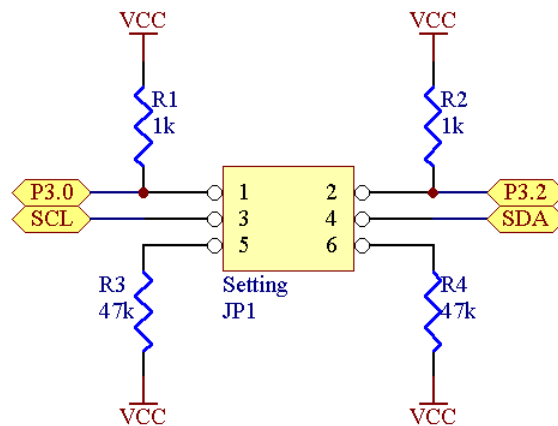 VCC VCC
R1 R2
1k 1k
P3.0 1 2 P3.2
SCL 3 4 SDA
5 6
R3 Setting R4
47k JP1 47k
VCC VCC